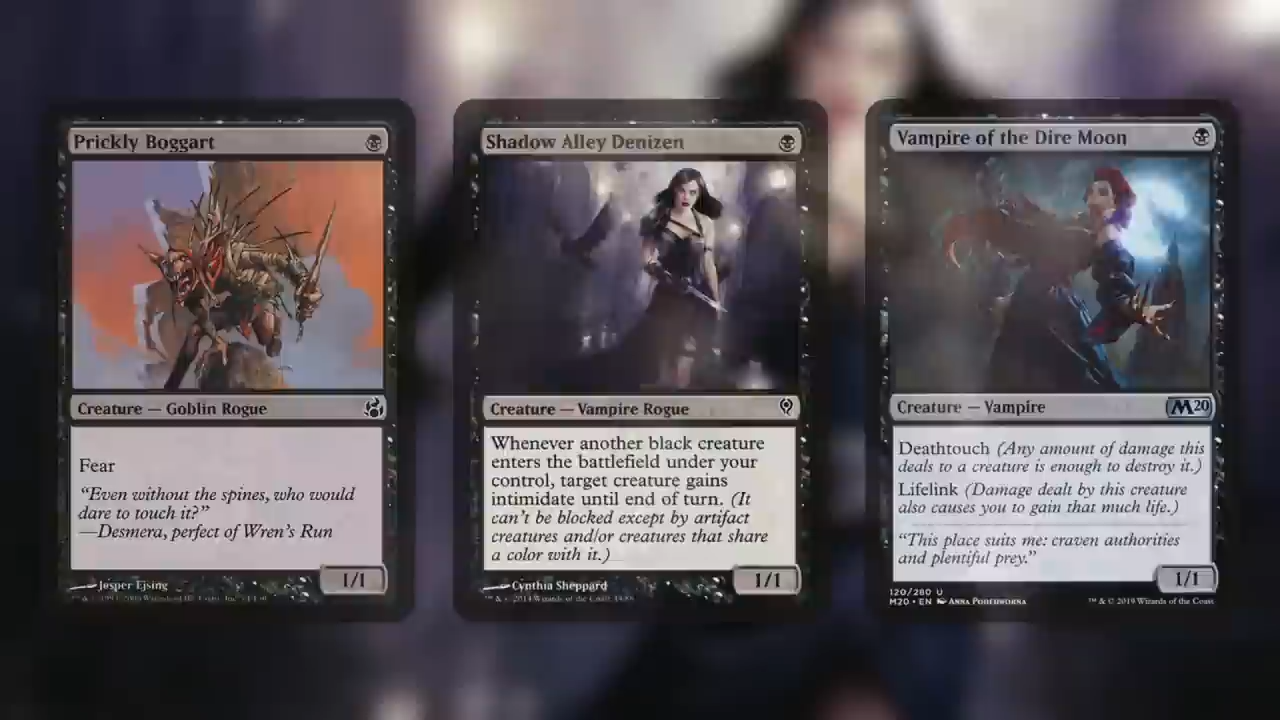 Prickly Boggart
Creature — Goblin Rogue
Fear
“Even without the spines, who would
dare to touch it?”
—Desmera, perfect of Wren's Run
1/1
Jesper Ejsing
Shadow Alley Denizen
Creature — Vampire Rogue
Whenever another black creature
enters the battlefield under your
control, target creature gains
intimidate until end of turn. (It
can't be blocked except by artifact
creatures and/or creatures that share
a color with it.)
1/1
Cynthia Sheppard
Vampire of the Dire Moon
Creature — Vampire
M20
Deathtouch (Any amount of damage this
deals to a creature is enough to destroy it.)
Lifelink (Damage dealt by this creature
also causes you to gain that much life.)
“This place suits me: craven authorities
and plentiful prey.”
1/1
120/280 U
M20 • EN Anna Podedworna
™ & © 2019 Wizards of the Coast